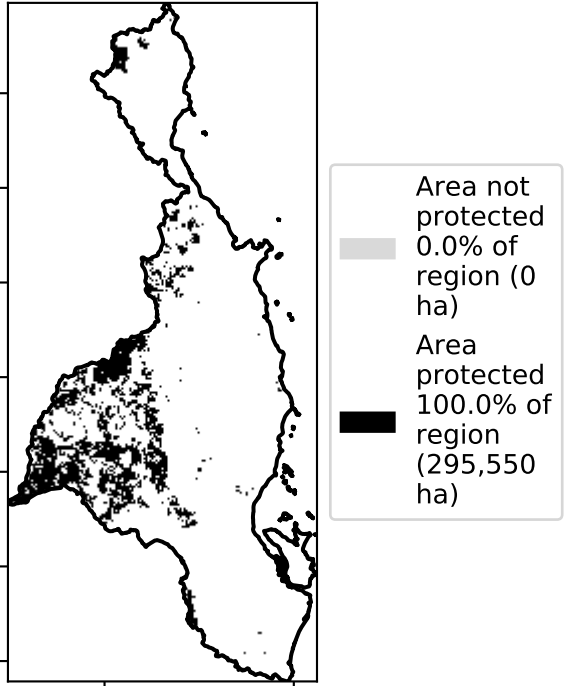 Area not
protected
0.0% of
region (0
ha)
Area
protected
100.0% of
region
(295,550
ha)